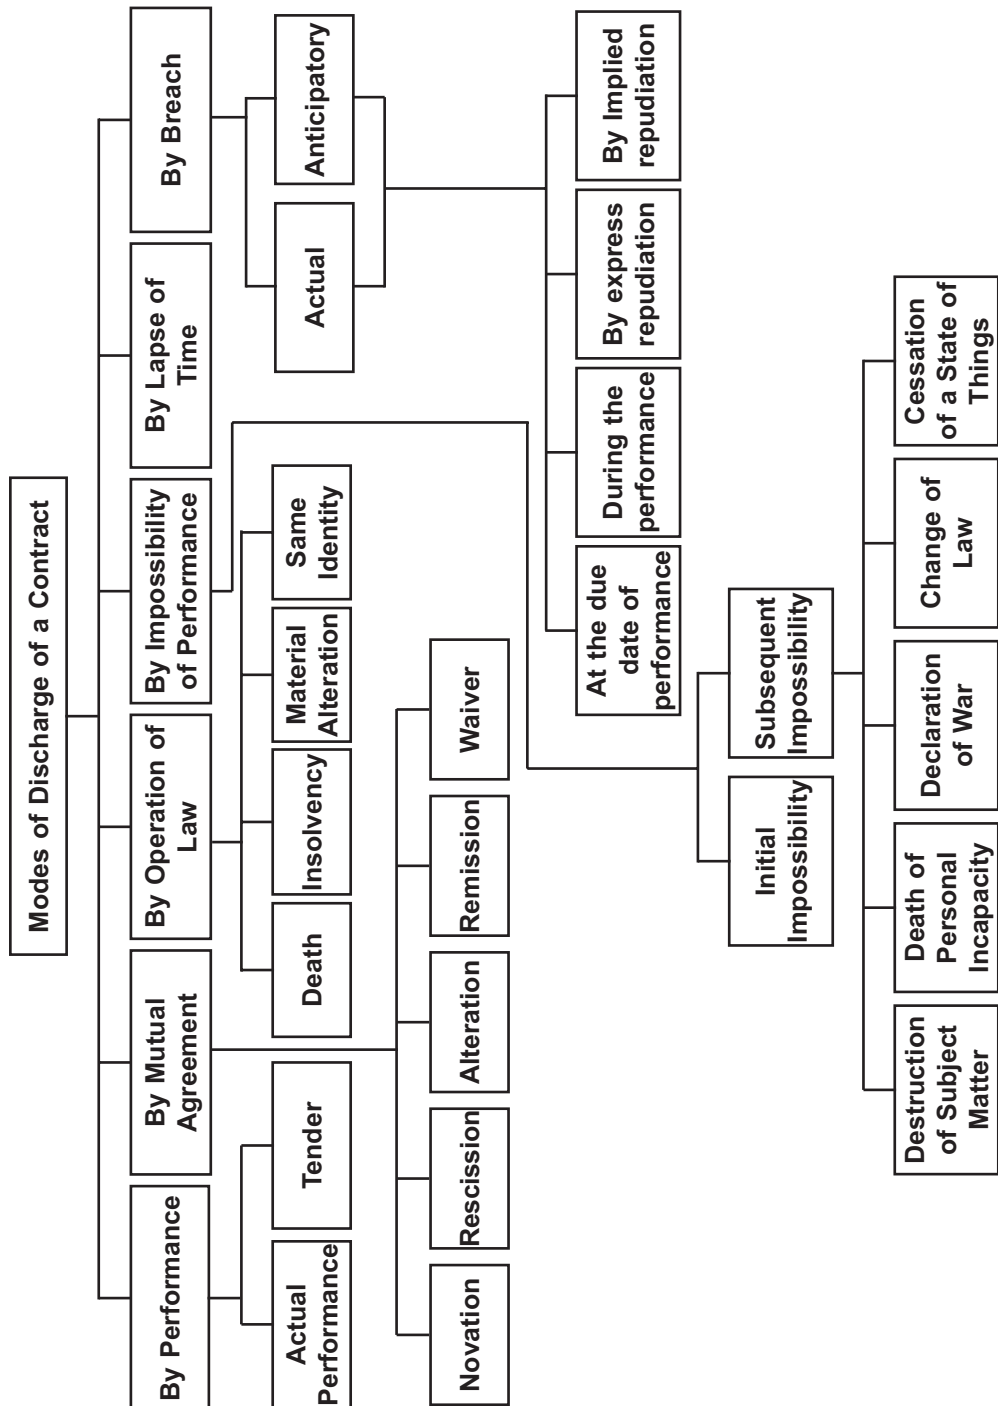 Modes of Discharge of a Contract
By Performance
By Mutual
Agreement
By Operation of
Law
By Impossibility
of Performance
By Lapse of
Time
By Breach
Actual
Performance
Tender
Death
Insolvency
Material
Alteration
Same
Identity
Actual
Anticipatory
Novation
Rescission
Alteration
Remission
Waiver
At the due
date of
performance
During the
performance
By express
repudiation
By Implied
repudiation
Initial
Impossibility
Subsequent
Impossibility
Destruction
of Subject
Matter
Death of
Personal
Incapacity
Declaration
of War
Change of
Law
Cessation
of a State of
Things